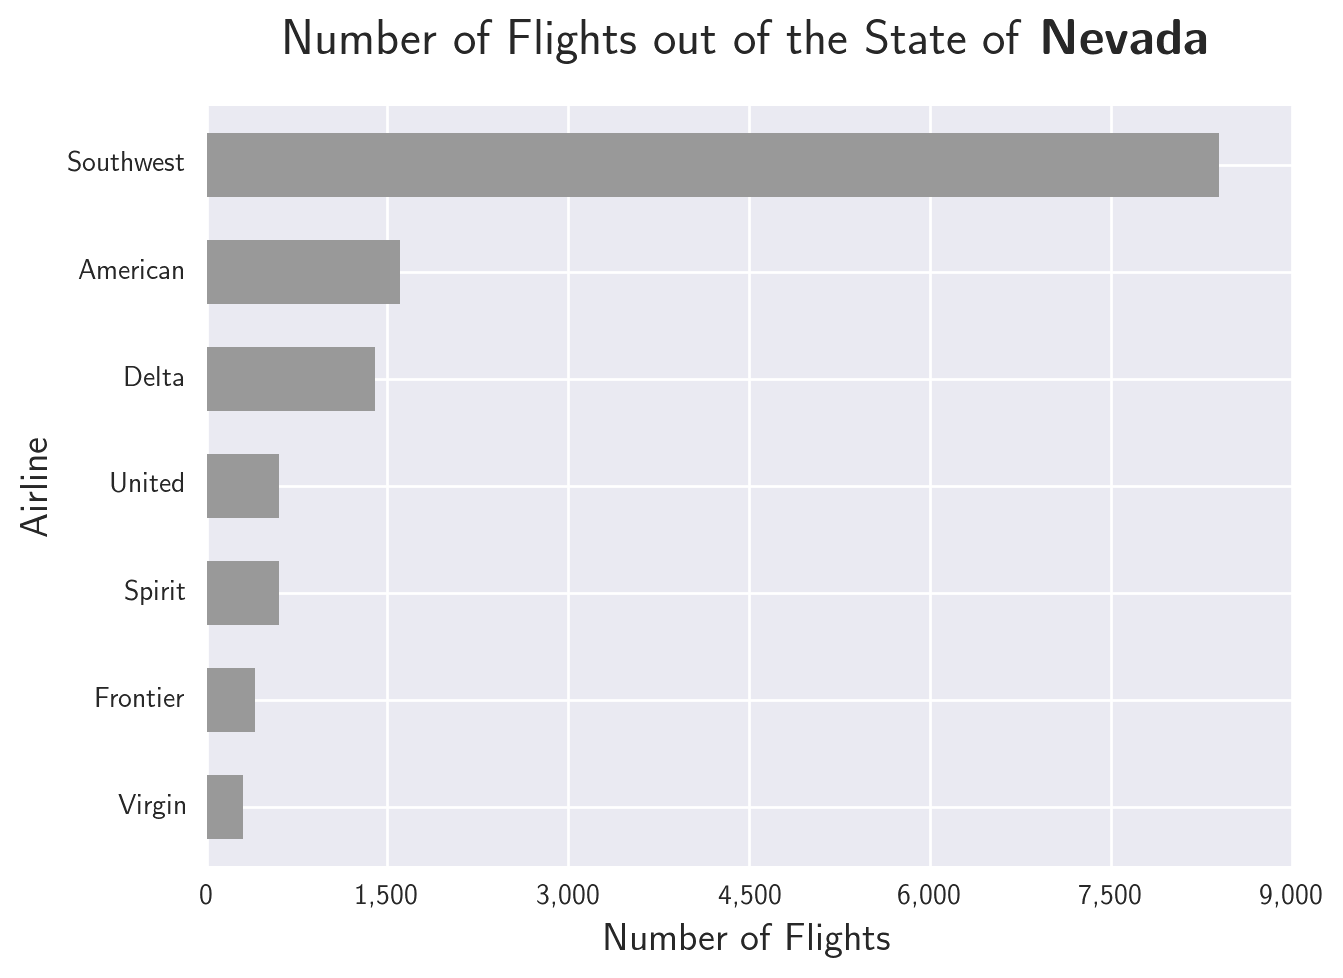 Number of Flights out of the State of Nevada
Southwest
American
Delta
United
Spirit
Frontier
Virgin
Airline
0 1,500 3,000 4,500 6,000 7,500 9,000
Number of Flights